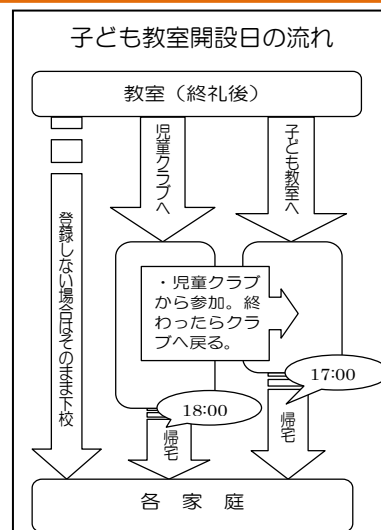 子ども教室開設日の流れ
教室（終礼後）
児童クラブへ
子ども教室へ
登録しない場合はそのまま下校
・児童クラブ
から参加。終
わったらクラ
ブへ戻る。
17:00
18:00
帰宅
帰宅
各 家 庭